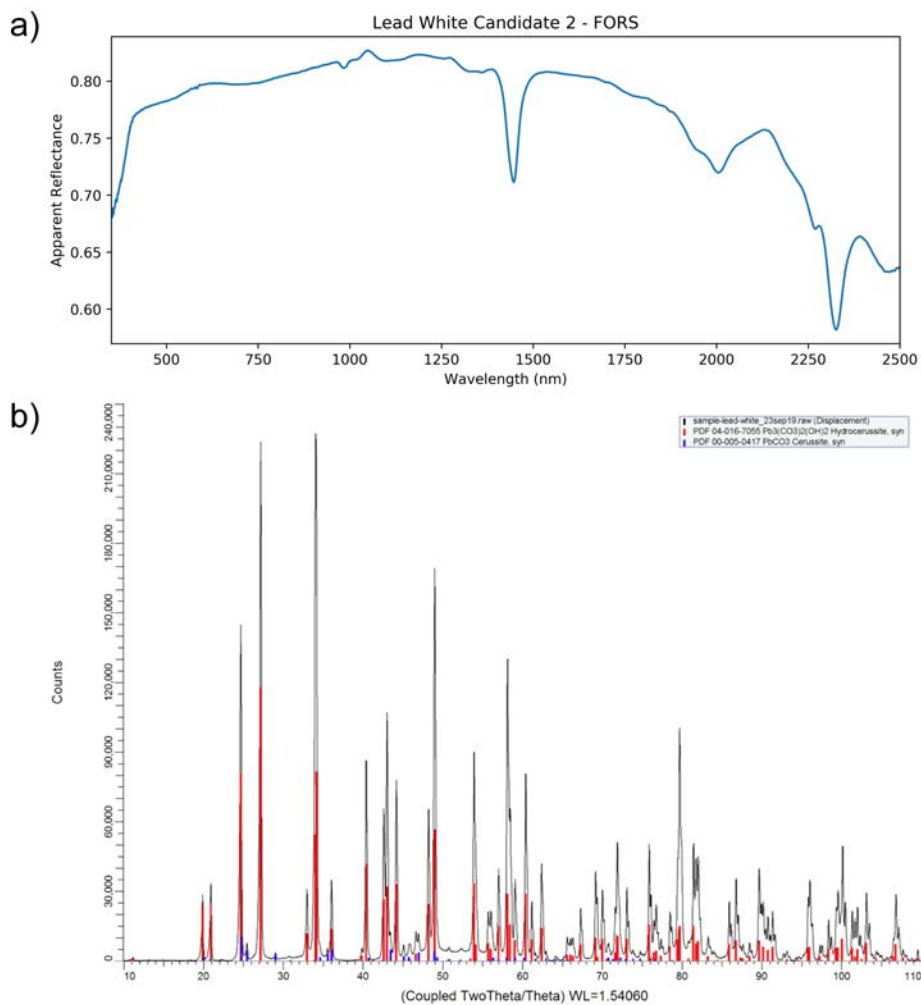 a)
Lead White Candidate 2 - FORS
0.80
0.75
0.70
0.65
0.60
Apparent Reflectance
500 750 1000 1250 1500 1750 2000 2250 2500
Wavelength (nm)
b)
sample-lead-white_23sep19.raw (Displacement)
PDF 04-016-7055 Pb3(CO3)2(OH)2 Hydrocerussite, syn
PDF 00-005-0417 PbCO3 Cerussite, syn
240,000
210,000
180,000
150,000
120,000
90,000
60,000
30,000
0
Counts
10 20 30 40 50 60 70 80 90 100 110
(Coupled TwoTheta/Theta) WL=1.54060